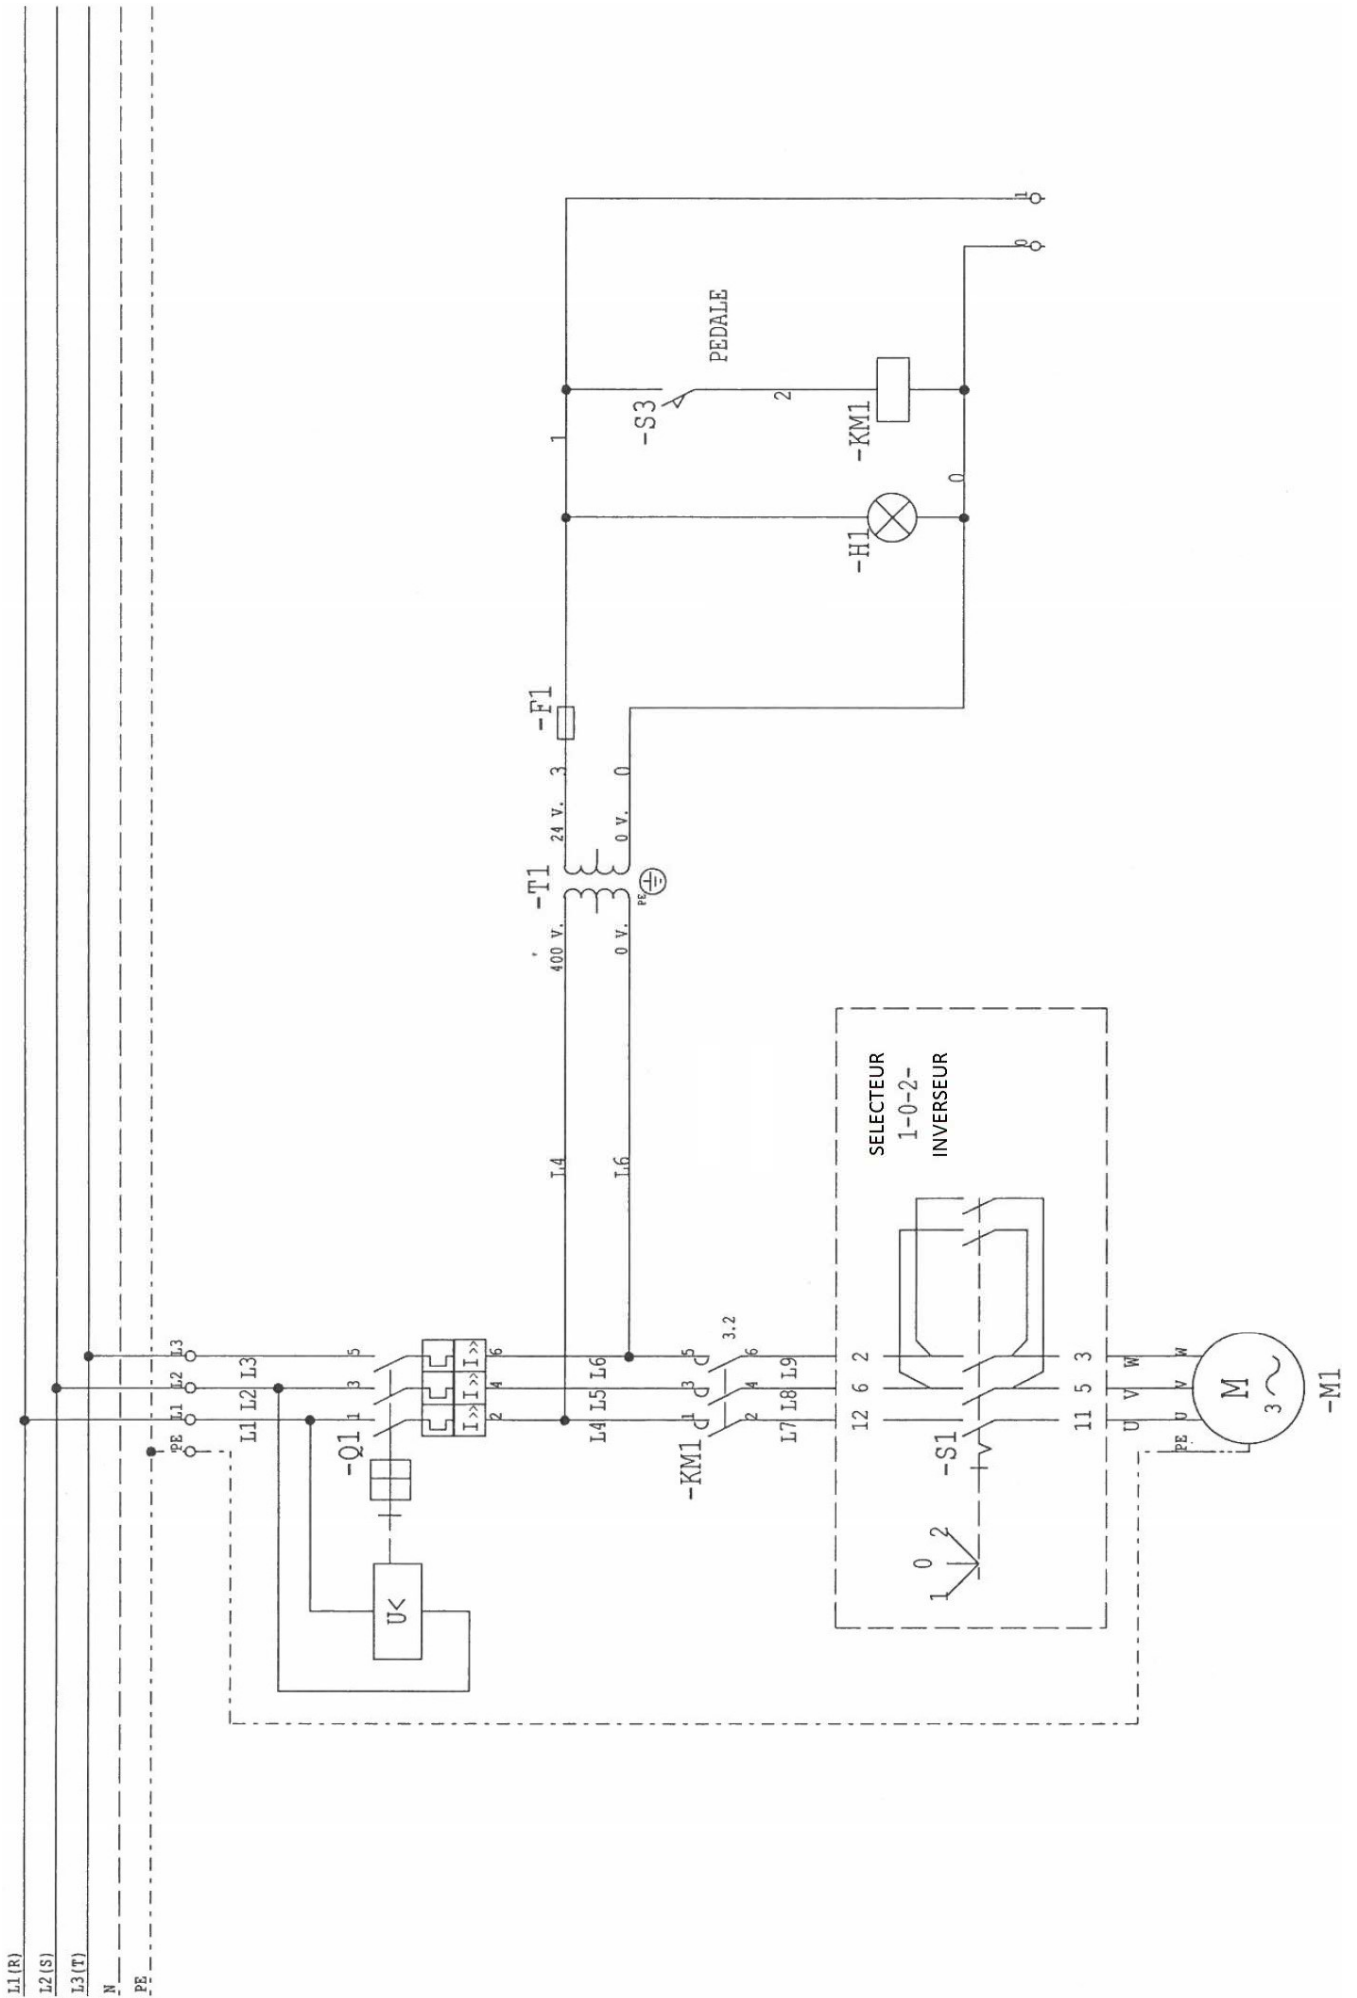 L1(R)
L2(S)
L3(T)
N
PE
PE
L1
L2
L3
L1
L2
L3
-Q1
1
3
5
U<
I>>
I>>
I>>
2
4
6
L4
L5
L6
L4
L6
-KM1
1
3
5
2
4
6
3.2
L7
L8
L9
12
6
2
-S1
1
0
2
SELECTEUR
1-0-2-
INVERSEUR
11
5
3
U
V
W
PE
U
V
W
M
3
-M1
-T1
400 V.
0 V.
PE
24 V.
0 V.
3
0
-F1
1
-H1
0
-S3
PEDALE
2
-KM1
0
1